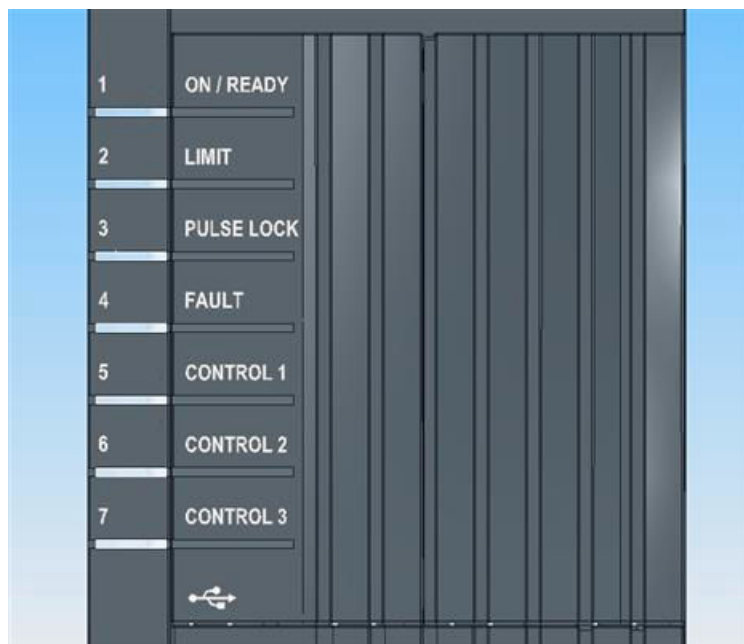 1 ON / READY
2 LIMIT
3 PULSE LOCK
4 FAULT
5 CONTROL 1
6 CONTROL 2
7 CONTROL 3